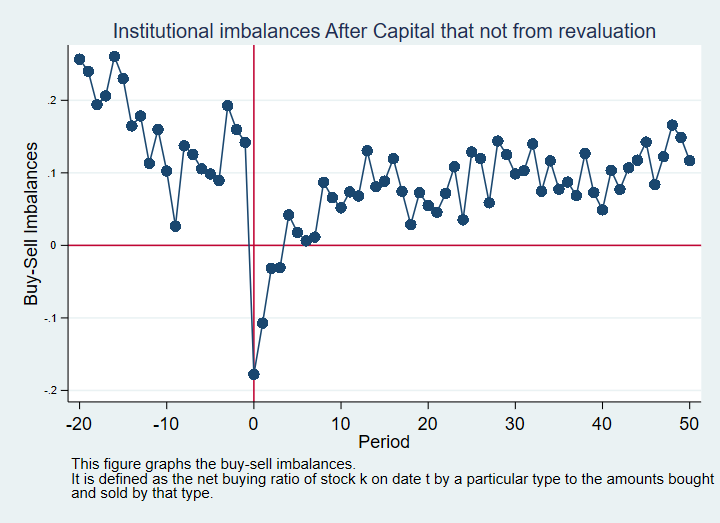 Institutional imbalances After Capital that not from revaluation
Buy-Sell Imbalances
.2
.1
0
-.1
-.2
-20 -10 0 10 20 30 40 50
Period
This figure graphs the buy-sell imbalances.
It is defined as the net buying ratio of stock k on date t by a particular type to the amounts bought
and sold by that type.